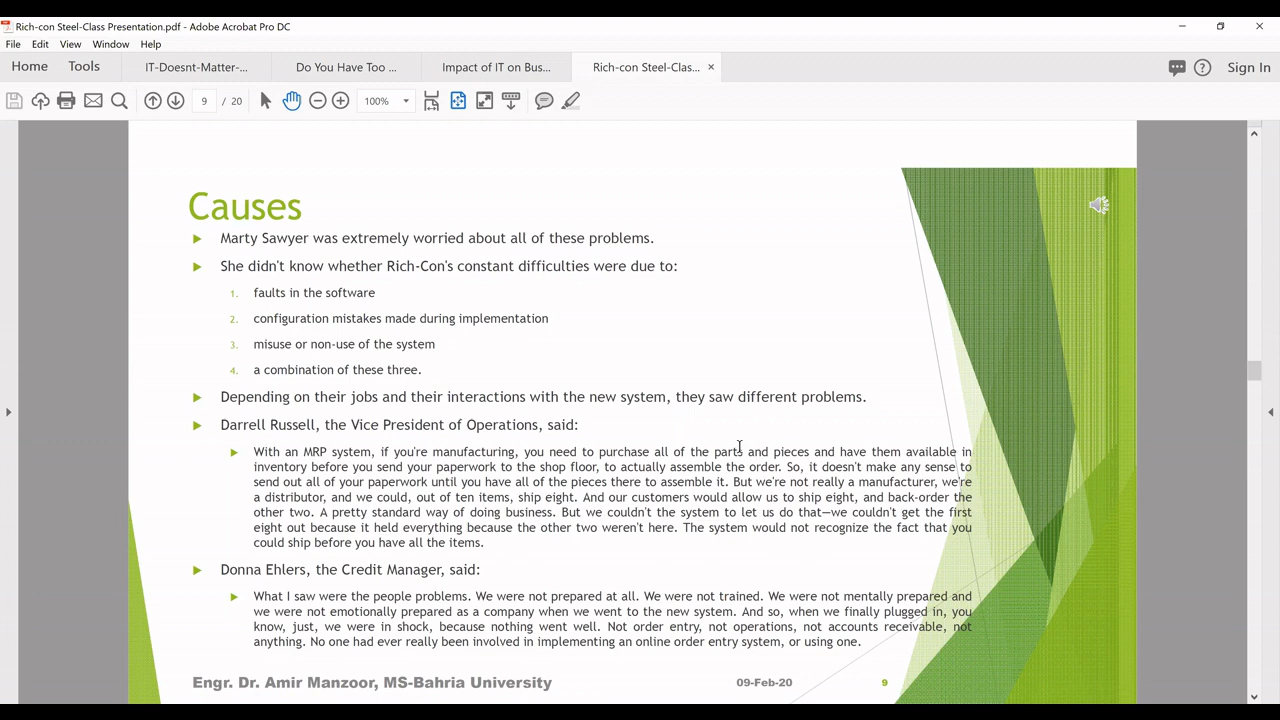 Rich-con Steel-Class Presentation.pdf - Adobe Acrobat Pro DC
File Edit View Window Help
Home Tools IT-Doesnt-Matter-... Do You Have Too ... Impact of IT on Bus... Rich-con Steel-Clas... × Sign In
9 / 20 100%
Causes
Marty Sawyer was extremely worried about all of these problems.
She didn't know whether Rich-Con's constant difficulties were due to:
1. faults in the software
2. configuration mistakes made during implementation
3. misuse or non-use of the system
4. a combination of these three.
Depending on their jobs and their interactions with the new system, they saw different problems.
Darrell Russell, the Vice President of Operations, said:
With an MRP system, if you're manufacturing, you need to purchase all of the parts and pieces and have them available in
inventory before you send your paperwork to the shop floor, to actually assemble the order. So, it doesn't make any sense to
send out all of your paperwork until you have all of the pieces there to assemble it. But we're not really a manufacturer, we're
a distributor, and we could, out of ten items, ship eight. And our customers would allow us to ship eight, and back-order the
other two. A pretty standard way of doing business. But we couldn't the system to let us do that—we couldn't get the first
eight out because it held everything because the other two weren't here. The system would not recognize the fact that you
could ship before you have all the items.
Donna Ehlers, the Credit Manager, said:
What I saw were the people problems. We were not prepared at all. We were not trained. We were not mentally prepared and
we were not emotionally prepared as a company when we went to the new system. And so, when we finally plugged in, you
know, just, we were in shock, because nothing went well. Not order entry, not operations, not accounts receivable, not
anything. No one had ever really been involved in implementing an online order entry system, or using one.
Engr. Dr. Amir Manzoor, MS-Bahria University 09-Feb-20 9